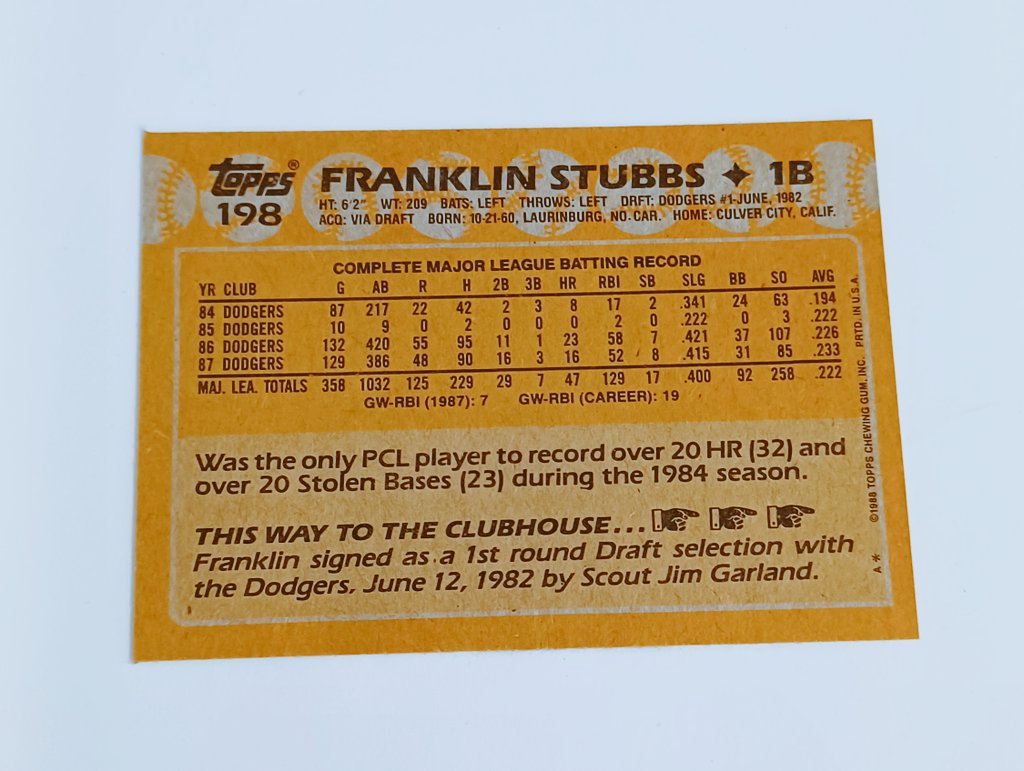 TOPPS®
198
FRANKLIN STUBBS ✦ 1B
HT: 6'2" WT: 209 BATS: LEFT THROWS: LEFT DRFT: DODGERS #1-JUNE, 1982
ACQ: VIA DRAFT BORN: 10-21-60, LAURINBURG, NO. CAR. HOME: CULVER CITY, CALIF.
COMPLETE MAJOR LEAGUE BATTING RECORD
YR CLUB G AB R H 2B 3B HR RBI SB SLG BB SO AVG
84 DODGERS 87 217 22 42 2 3 8 17 2 .341 24 63 .194
85 DODGERS 10 9 0 2 0 0 0 2 0 .222 0 3 .222
86 DODGERS 132 420 55 95 11 1 23 58 7 .421 37 107 .226
87 DODGERS 129 386 48 90 16 3 16 52 8 .415 31 85 .233
MAJ. LEA. TOTALS 358 1032 125 229 29 7 47 129 17 .400 92 258 .222
GW-RBI (1987): 7 GW-RBI (CAREER): 19
Was the only PCL player to record over 20 HR (32) and
over 20 Stolen Bases (23) during the 1984 season.
THIS WAY TO THE CLUBHOUSE...
Franklin signed as a 1st round Draft selection with
the Dodgers, June 12, 1982 by Scout Jim Garland.
©1988 TOPPS CHEWING GUM, INC. PRTD. IN U.S.A.
A*